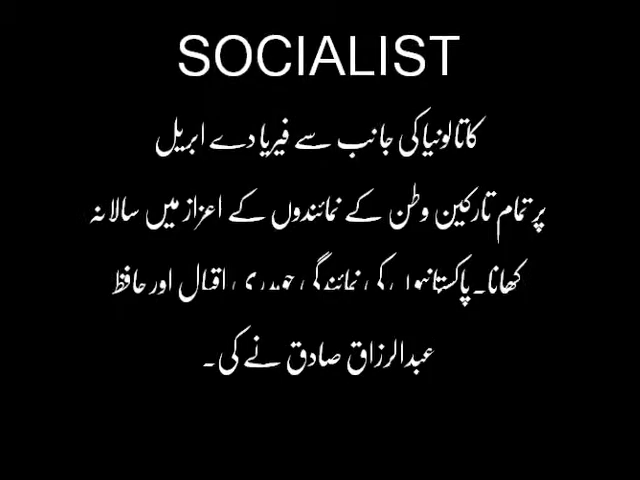 SOCIALIST
کاتالونیا کی جانب سے فیریا دے ابریل
پر تمام تارکین وطن کے نمائندوں کے اعزاز میں سالانہ
کھانا۔ پاکستانیوں کی نمائندگی چوہدری اقبال اور حافظ
عبدالرزاق صادق نے کی۔